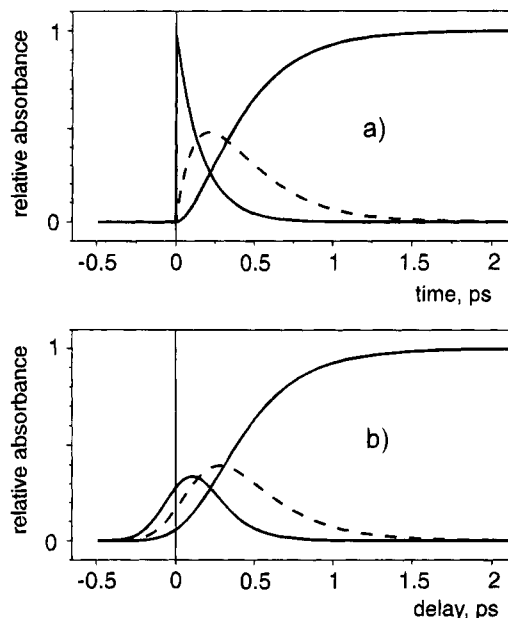 relative absorbance
1
0
a)
-0.5 0 0.5 1 1.5 2
time, ps
relative absorbance
1
0
b)
-0.5 0 0.5 1 1.5 2
delay, ps